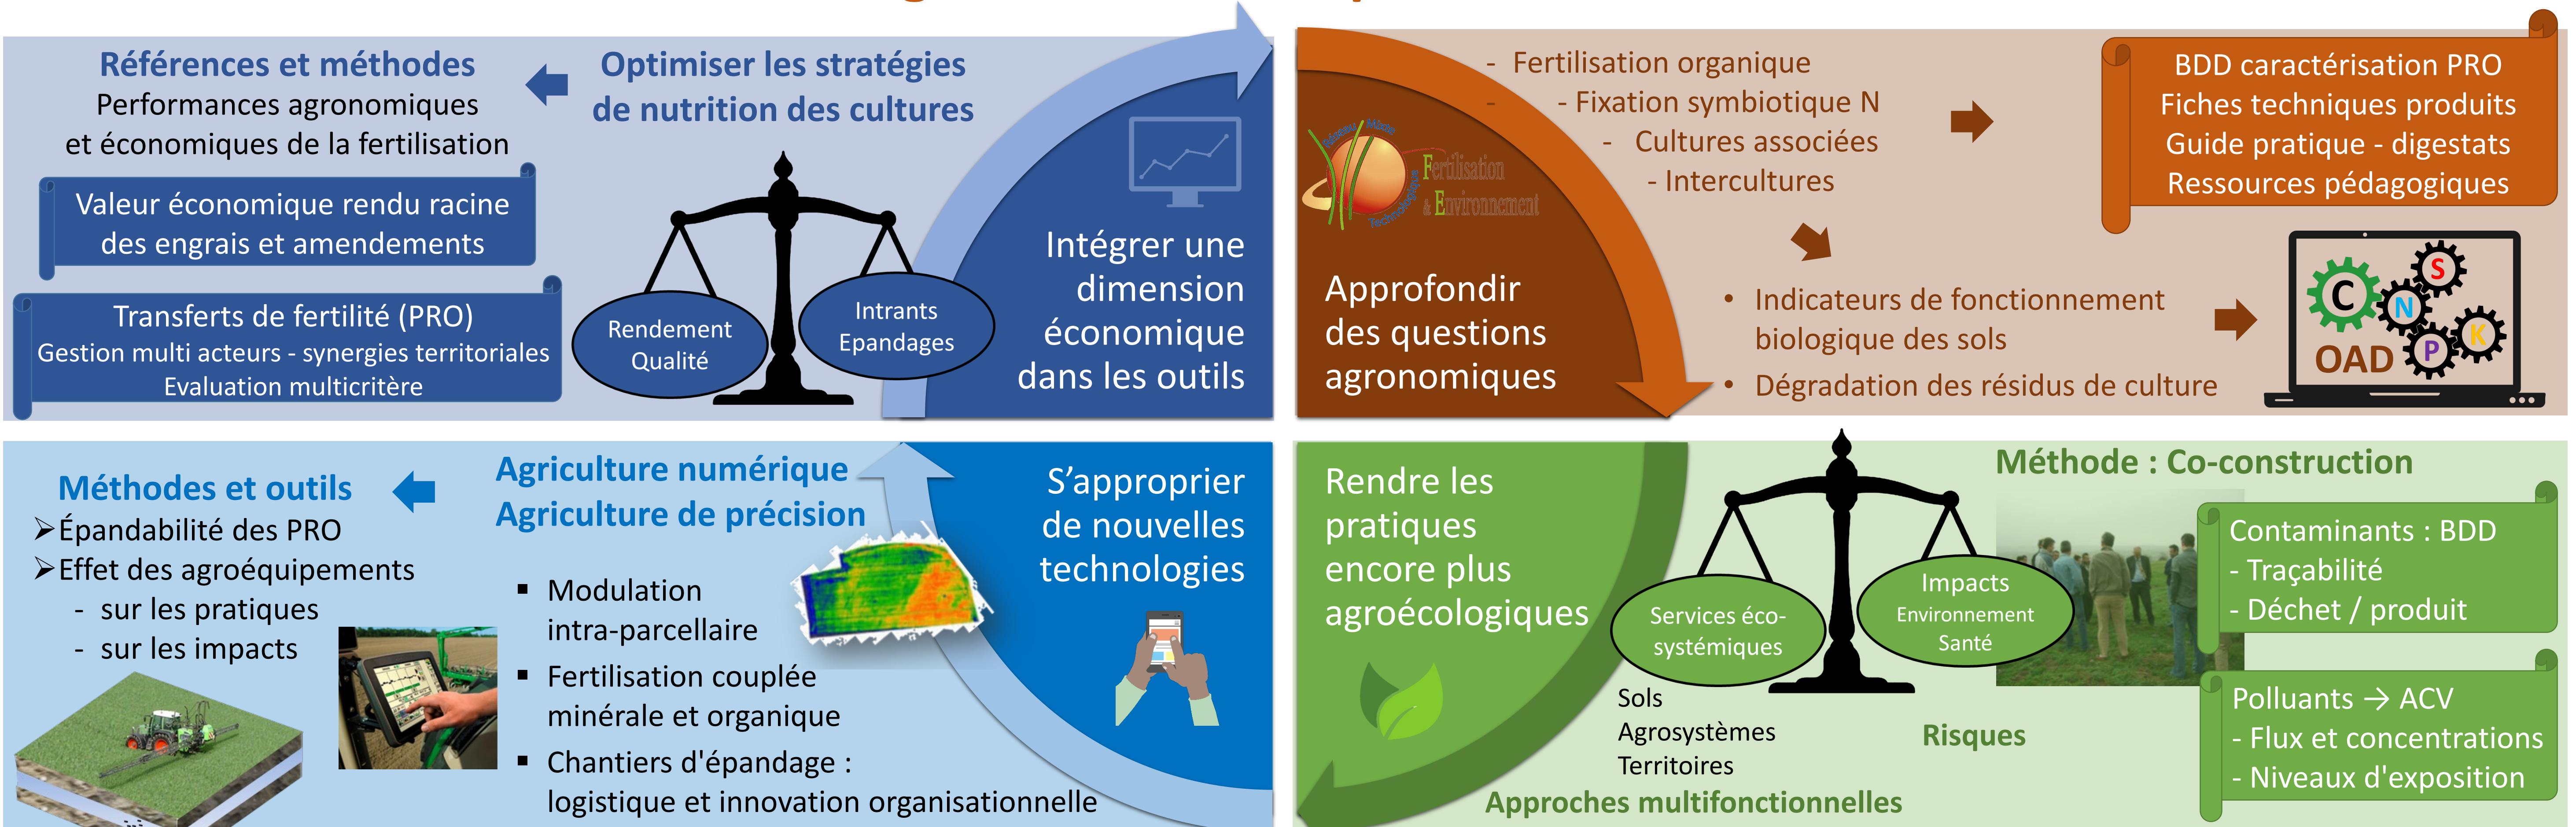 Références et méthodes
Performances agronomiques
et économiques de la fertilisation
Optimiser les stratégies
de nutrition des cultures
Valeur économique rendu racine
des engrais et amendements
Transferts de fertilité (PRO)
Gestion multi acteurs - synergies territoriales
Evaluation multicritère
Rendement
Qualité
Intrants
Epandages
Intégrer une
dimension
économique
dans les outils
Réseau Mixte
Technologique
Fertilisation
& Environnement
Approfondir
des questions
agronomiques
- Fertilisation organique
- - Fixation symbiotique N
- Cultures associées
- Intercultures
BDD caractérisation PRO
Fiches techniques produits
Guide pratique - digestats
Ressources pédagogiques
• Indicateurs de fonctionnement
biologique des sols
• Dégradation des résidus de culture
C
N
S
P
K
OAD
Méthodes et outils
➢Épandabilité des PRO
➢Effet des agroéquipements
- sur les pratiques
- sur les impacts
Agriculture numérique
Agriculture de précision
▪ Modulation
intra-parcellaire
▪ Fertilisation couplée
minérale et organique
▪ Chantiers d'épandage :
logistique et innovation organisationnelle
S’approprier
de nouvelles
technologies
Rendre les
pratiques
encore plus
agroécologiques
Services éco-
systémiques
Impacts
Environnement
Santé
Sols
Agrosystèmes
Territoires
Risques
Approches multifonctionnelles
Méthode : Co-construction
Contaminants : BDD
- Traçabilité
- Déchet / produit
Polluants → ACV
- Flux et concentrations
- Niveaux d'exposition